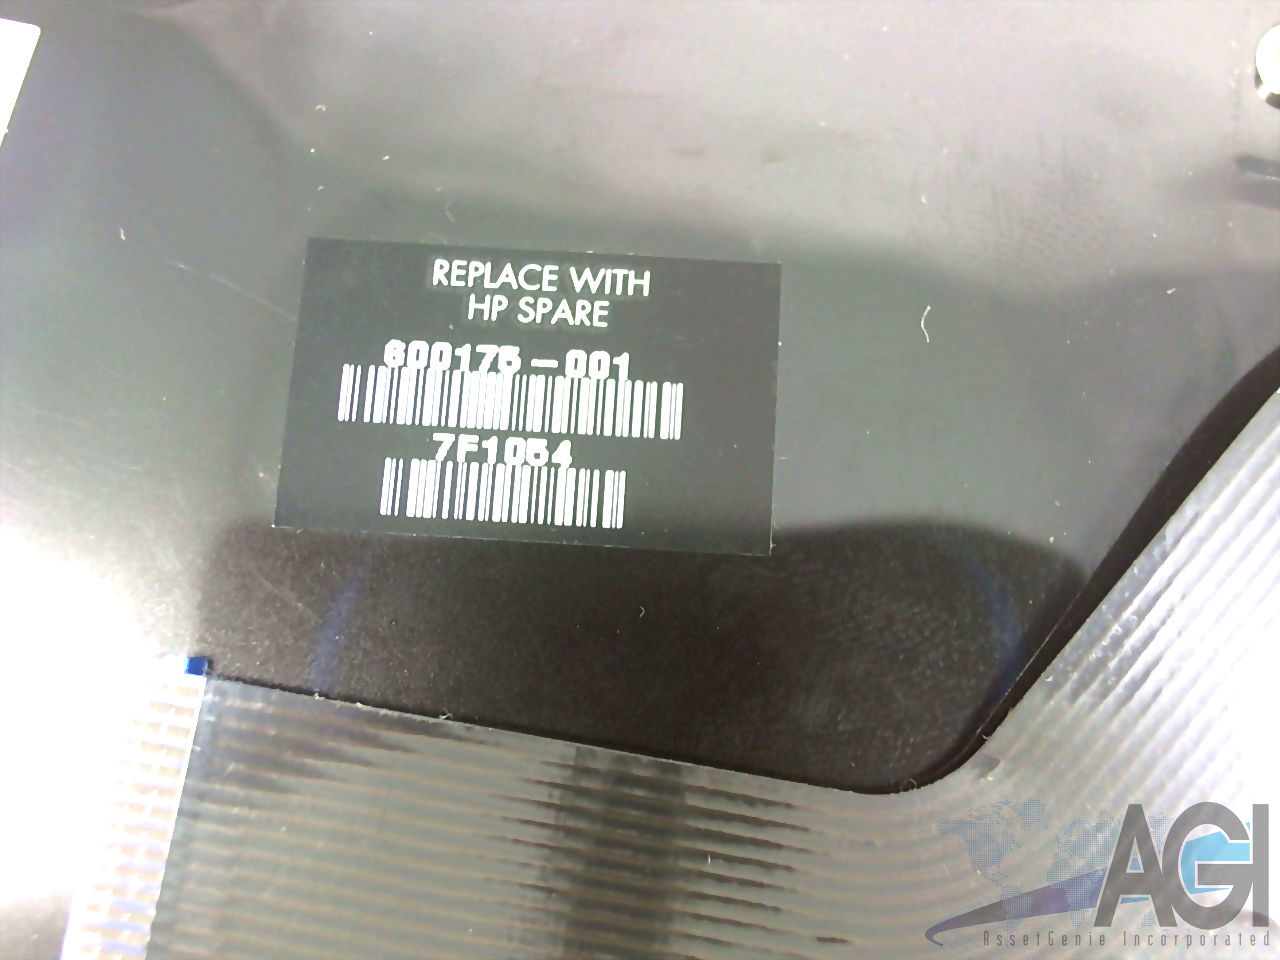 REPLACE WITH
HP SPARE
600175-001
7F1054
AGI
AssetGenie Incorporated